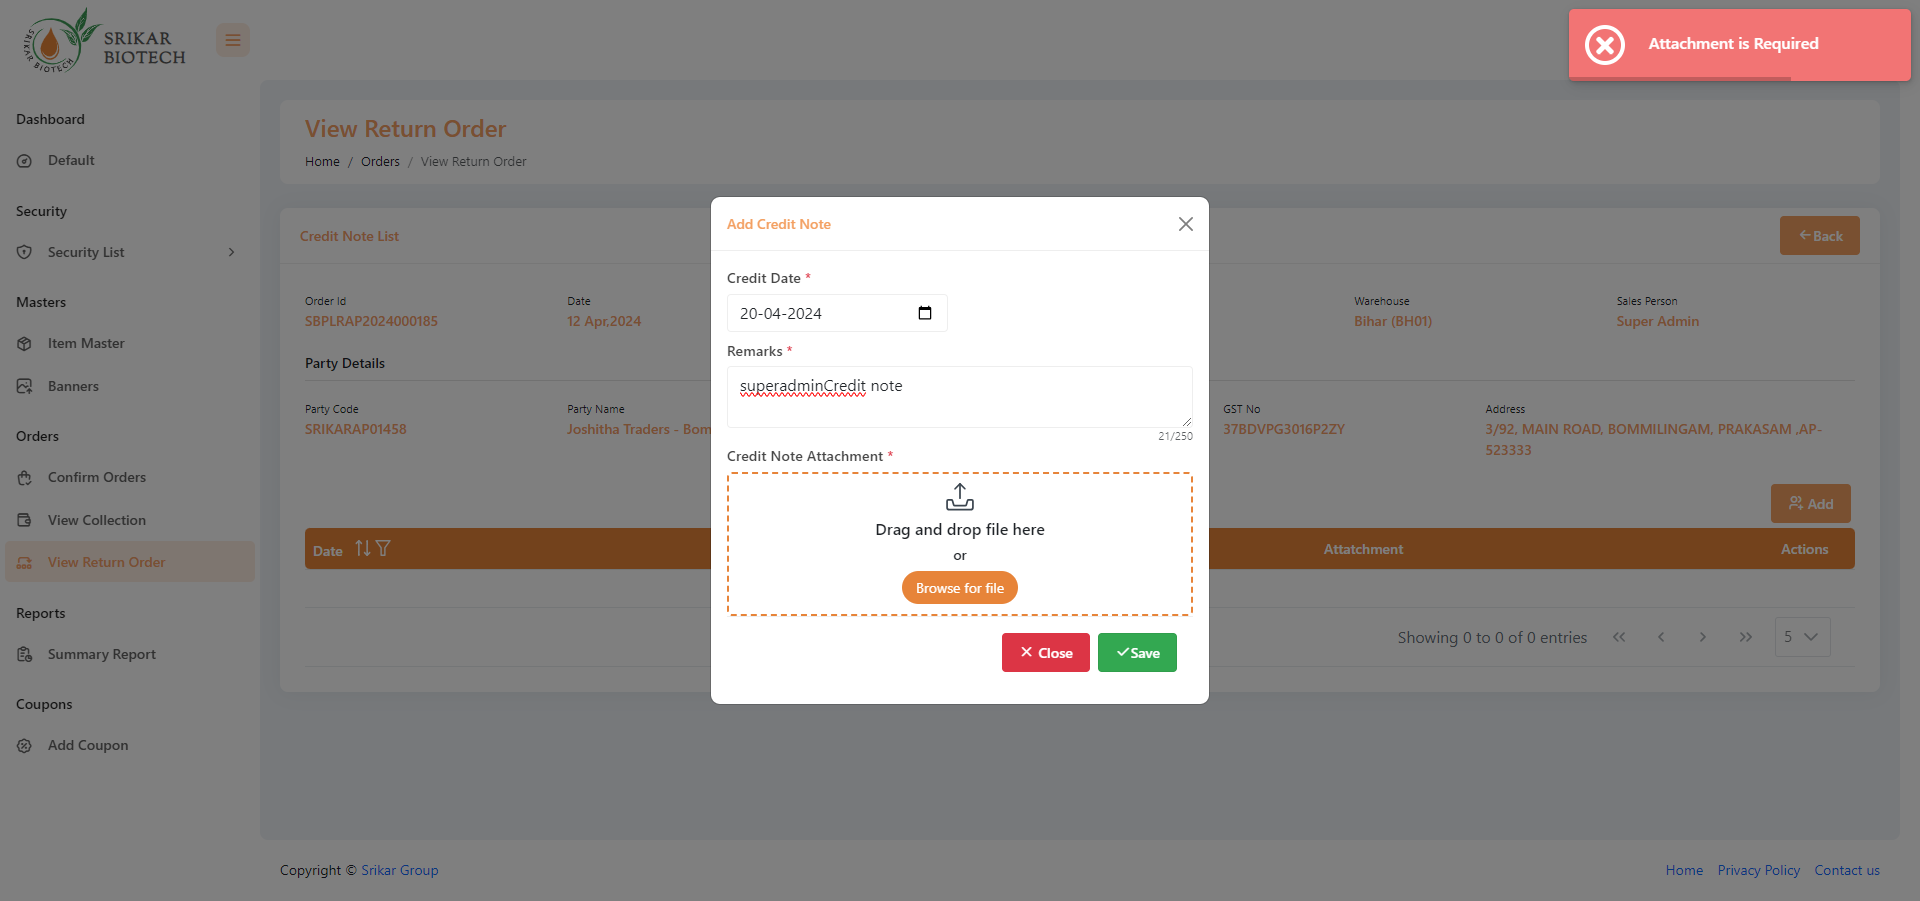 SRIKAR
BIOTECH
SRIKAR BIOTECH
Attachment is Required
Dashboard
Default
Security
Security List
Masters
Item Master
Banners
Orders
Confirm Orders
View Collection
View Return Order
Reports
Summary Report
Coupons
Add Coupon
View Return Order
Home / Orders / View Return Order
Credit Note List
Back
Order Id
SBPLRAP2024000185
Date
12 Apr,2024
Warehouse
Bihar (BH01)
Sales Person
Super Admin
Party Details
Party Code
SRIKARAP01458
Party Name
Joshitha Traders - Bom
GST No
37BDVPG3016P2ZY
Address
3/92, MAIN ROAD, BOMMILINGAM, PRAKASAM ,AP-
523333
Add
Date
Attatchment
Actions
Showing 0 to 0 of 0 entries
5
Add Credit Note
Credit Date *
20-04-2024
Remarks *
superadminCredit note
21/250
Credit Note Attachment *
Drag and drop file here
or
Browse for file
Close
Save
Copyright © Srikar Group
Home
Privacy Policy
Contact us